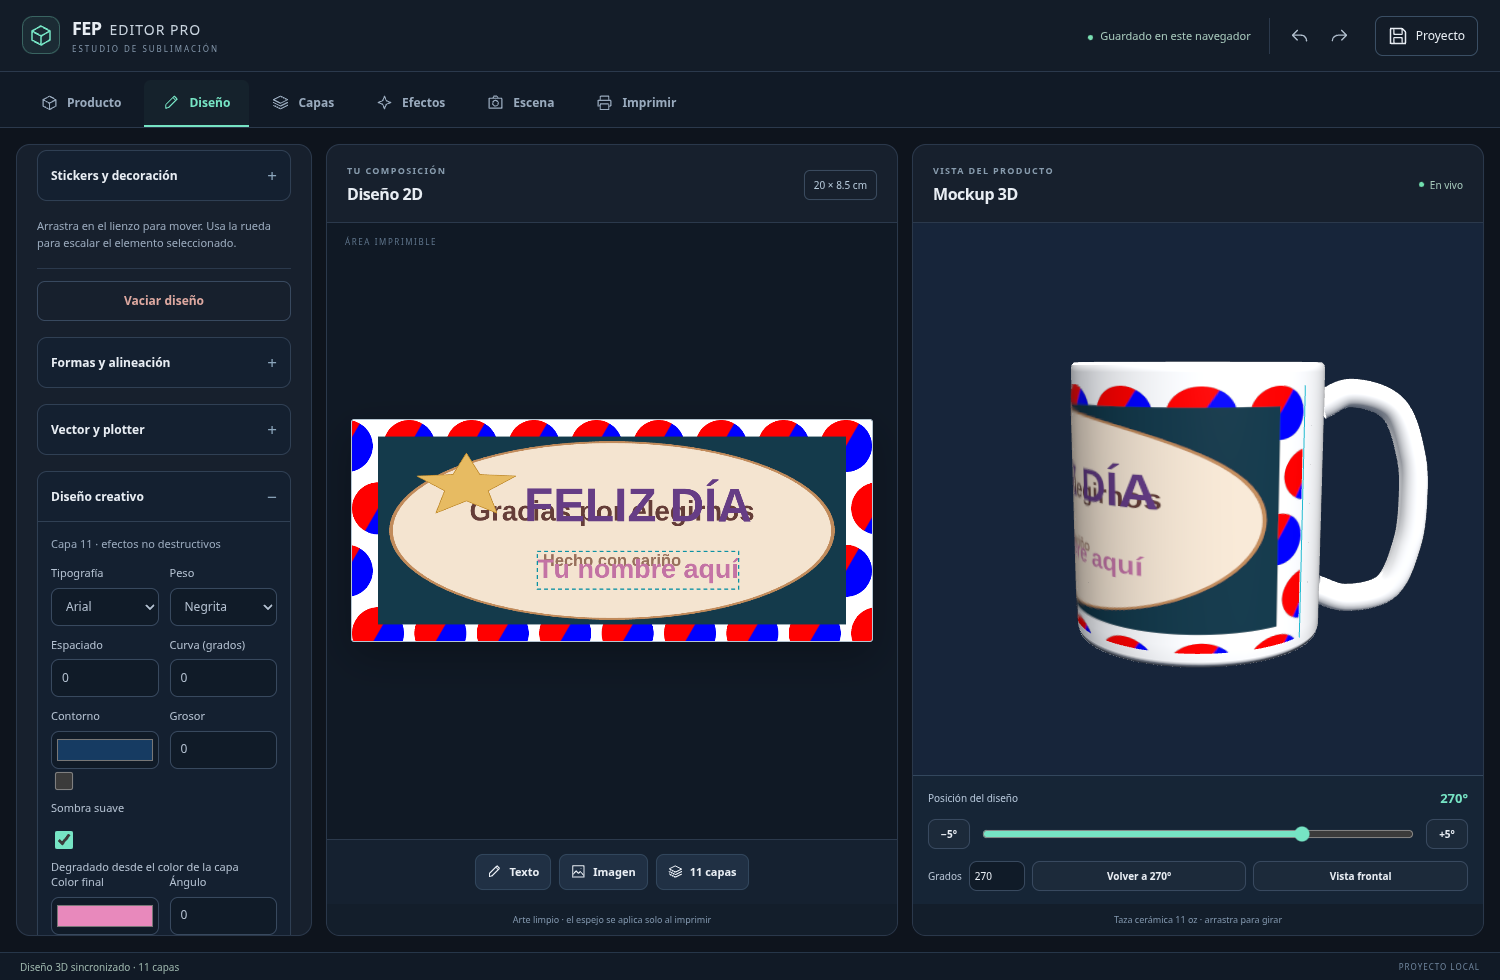 FEP EDITOR PRO
ESTUDIO DE SUBLIMACIÓN
Guardado en este navegador
Proyecto
Producto
Diseño
Capas
Efectos
Escena
Imprimir
Stickers y decoración +
Arrastra en el lienzo para mover. Usa la rueda
para escalar el elemento seleccionado.
Vaciar diseño
Formas y alineación +
Vector y plotter +
Diseño creativo −
Capa 11 · efectos no destructivos
Tipografía Peso
Arial Negrita
Espaciado Curva (grados)
0 0
Contorno Grosor
0
Sombra suave
Degradado desde el color de la capa
Color final Ángulo
0
TU COMPOSICIÓN
Diseño 2D
20 × 8.5 cm
ÁREA IMPRIMIBLE
FELIZ DÍA
Gracias por elegirnos
Hecho con cariño
Tu nombre aquí
Texto
Imagen
11 capas
Arte limpio · el espejo se aplica solo al imprimir
VISTA DEL PRODUCTO
Mockup 3D
En vivo
DÍA
legirnos
e aquí
Posición del diseño 270°
−5° +5°
Grados 270 Volver a 270° Vista frontal
Taza cerámica 11 oz · arrastra para girar
Diseño 3D sincronizado · 11 capas
PROYECTO LOCAL